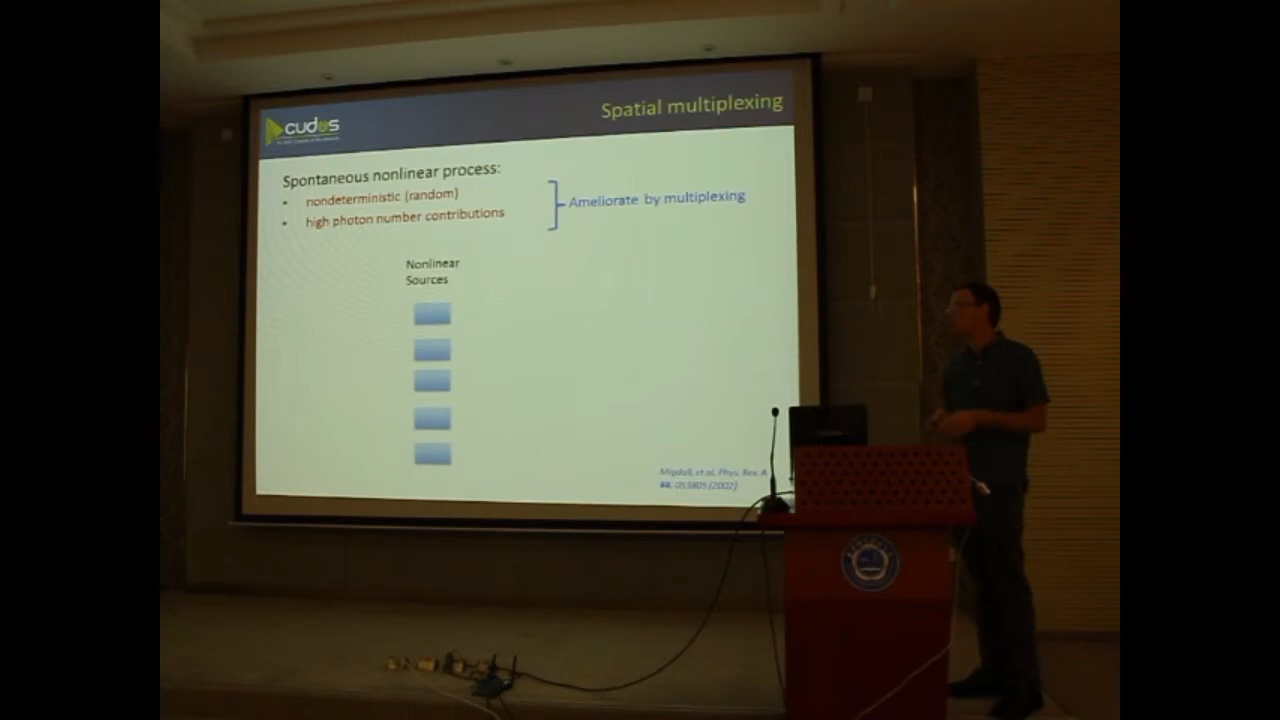 cudos
Spatial multiplexing
Spontaneous nonlinear process:
• nondeterministic (random)
• high photon number contributions
Ameliorate by multiplexing
Nonlinear
Sources
Migdall, et al, Phys. Rev. A
66, 053805 (2002)